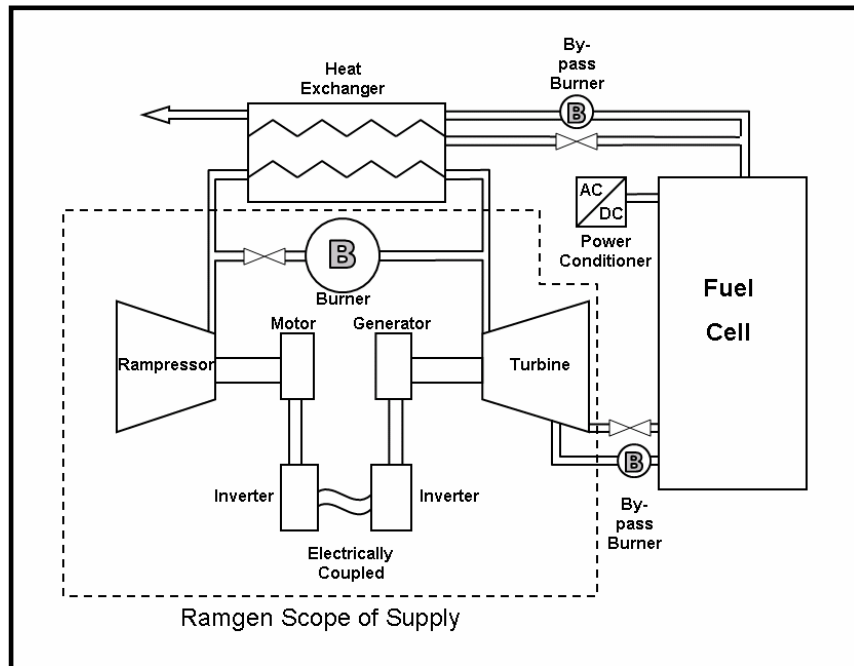 By-
pass
Burner
B
Heat
Exchanger
AC
DC
Power
Conditioner
Fuel
Cell
B
Burner
Motor
Generator
Rampressor
Turbine
Inverter
Inverter
Electrically
Coupled
B
By-
pass
Burner
Ramgen Scope of Supply